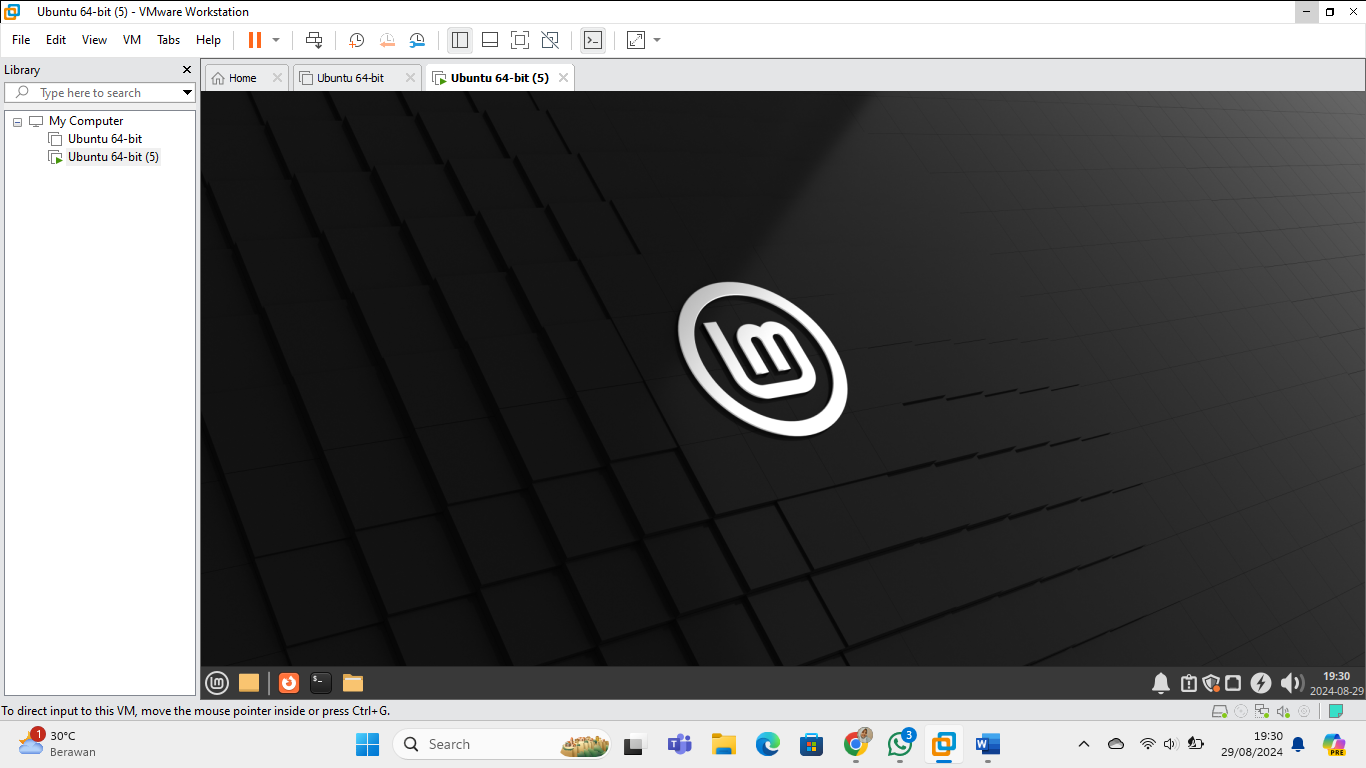 Ubuntu 64-bit (5) - VMware Workstation
File Edit View VM Tabs Help
Library
Type here to search
My Computer
Ubuntu 64-bit
Ubuntu 64-bit (5)
Home
Ubuntu 64-bit
Ubuntu 64-bit (5)
lm
19:30
2024-08-29
To direct input to this VM, move the mouse pointer inside or press Ctrl+G.
1
30°C
Berawan
Search
3
19:30
29/08/2024
PRE